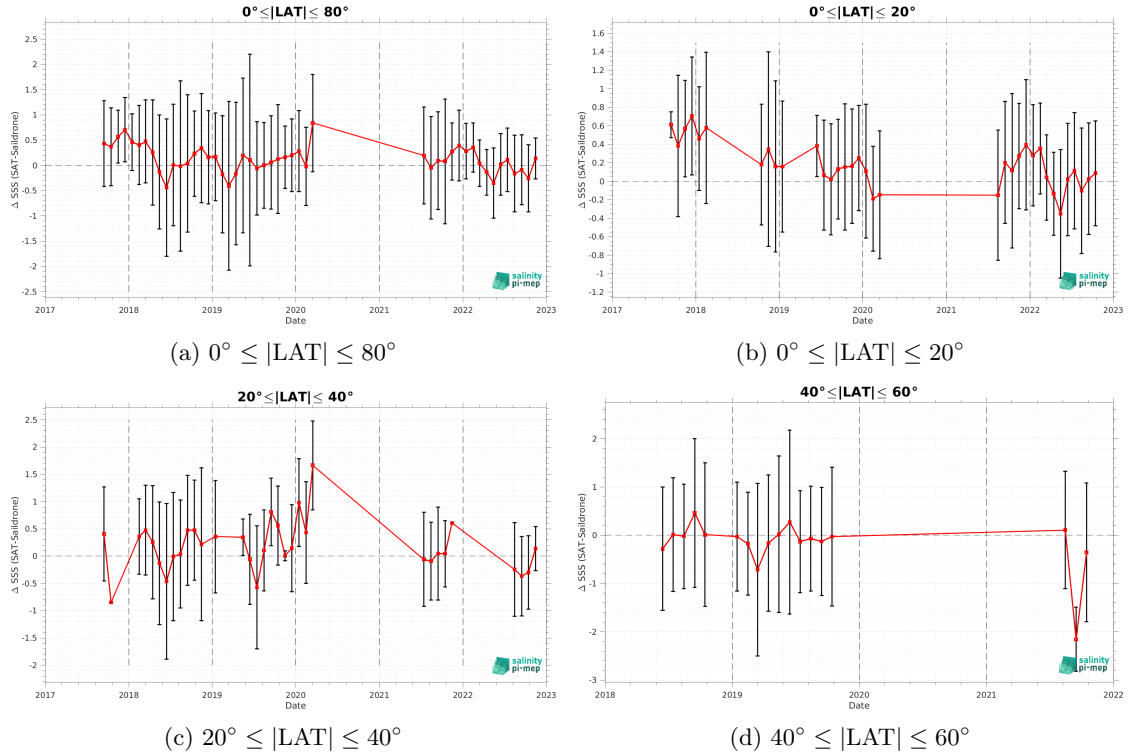 0°≤|LAT|≤ 80°
Δ SSS (SAT-Saildrone)
2.5
2
1.5
1
0.5
0
-0.5
-1
-1.5
-2
-2.5
2017 2018 2019 2020 2021 2022 2023
Date
salinity
pi-mep
(a) 0° ≤ |LAT| ≤ 80°
0°≤|LAT|≤ 20°
Δ SSS (SAT-Saildrone)
1.6
1.4
1.2
1
0.8
0.6
0.4
0.2
0
-0.2
-0.4
-0.6
-0.8
-1
-1.2
2017 2018 2019 2020 2021 2022 2023
Date
salinity
pi-mep
(b) 0° ≤ |LAT| ≤ 20°
20°≤|LAT|≤ 40°
Δ SSS (SAT-Saildrone)
2.5
2
1.5
1
0.5
0
-0.5
-1
-1.5
-2
2017 2018 2019 2020 2021 2022 2023
Date
salinity
pi-mep
(c) 20° ≤ |LAT| ≤ 40°
40°≤|LAT|≤ 60°
Δ SSS (SAT-Saildrone)
2
1
0
-1
-2
-3
2018 2019 2020 2021 2022
Date
salinity
pi-mep
(d) 40° ≤ |LAT| ≤ 60°